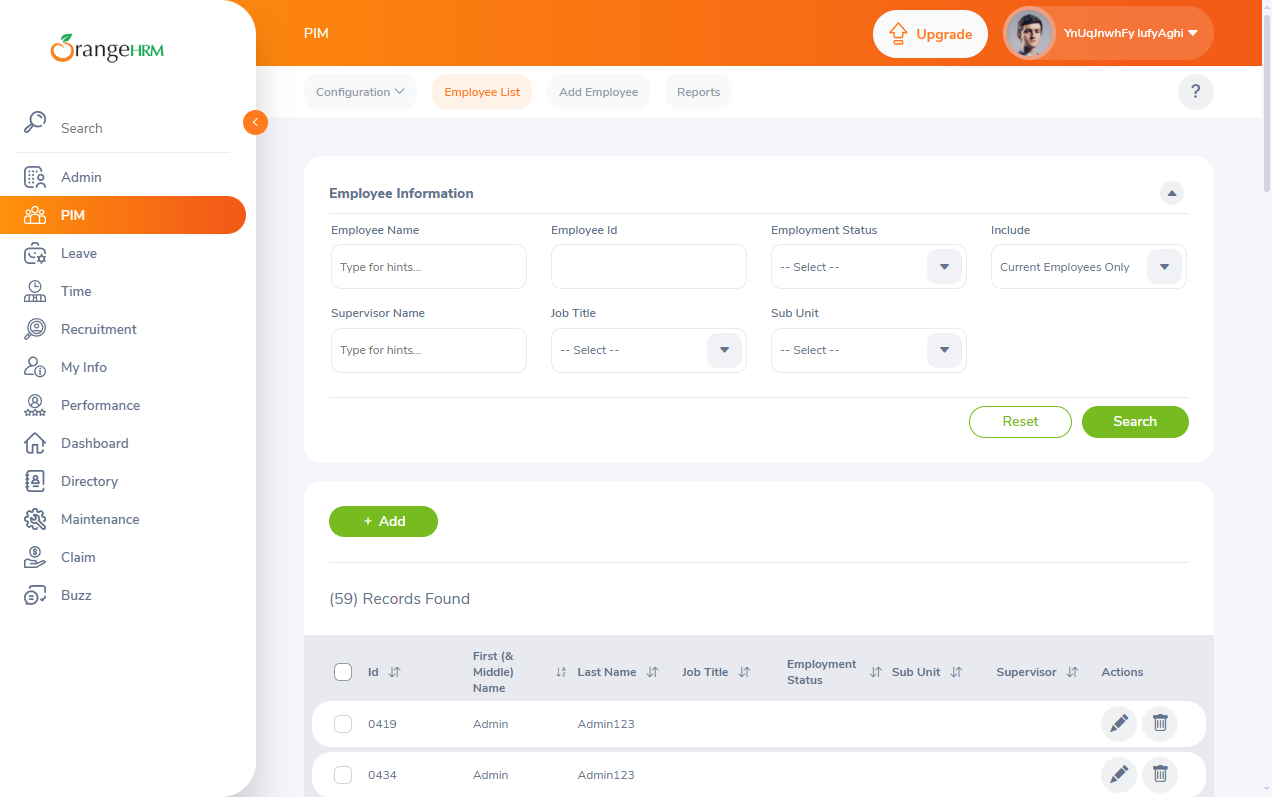 OrangeHRM
PIM
Upgrade
YnUqJnwhFy IufyAghi
Configuration
Employee List
Add Employee
Reports
?
Search
Admin
PIM
Leave
Time
Recruitment
My Info
Performance
Dashboard
Directory
Maintenance
Claim
Buzz
Employee Information
Employee Name
Employee Id
Employment Status
Include
Type for hints...
-- Select --
Current Employees Only
Supervisor Name
Job Title
Sub Unit
Type for hints...
-- Select --
-- Select --
Reset
Search
+ Add
(59) Records Found
Id
First (& Middle) Name
Last Name
Job Title
Employment Status
Sub Unit
Supervisor
Actions
0419 Admin Admin123
0434 Admin Admin123